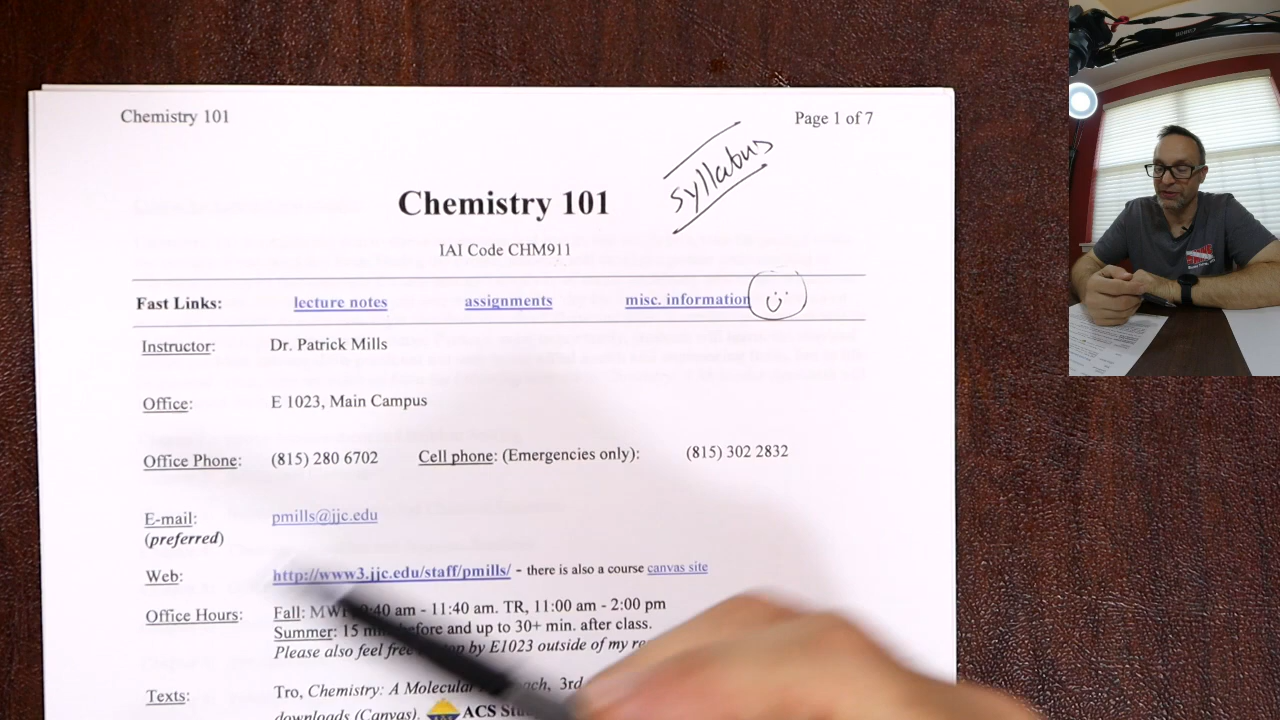 Chemistry 101
Page 1 of 7
syllabus
Chemistry 101
IAI Code CHM911
Fast Links: lecture notes assignments misc. information
Instructor: Dr. Patrick Mills
Office: E 1023, Main Campus
Office Phone: (815) 280 6702 Cell phone: (Emergencies only): (815) 302 2832
E-mail: pmills@jjc.edu
(preferred)
Web: http://www3.jjc.edu/staff/pmills/ - there is also a course canvas site
Office Hours: Fall: 40 am - 11:40 am. TR, 11:00 am - 2:00 pm
Summer: 15 before and up to 30+ min. after class.
Please also feel by E1023 outside of my
Texts: Tro, Chemistry: A Molecular 3rd
downloads (Canvas). ACS